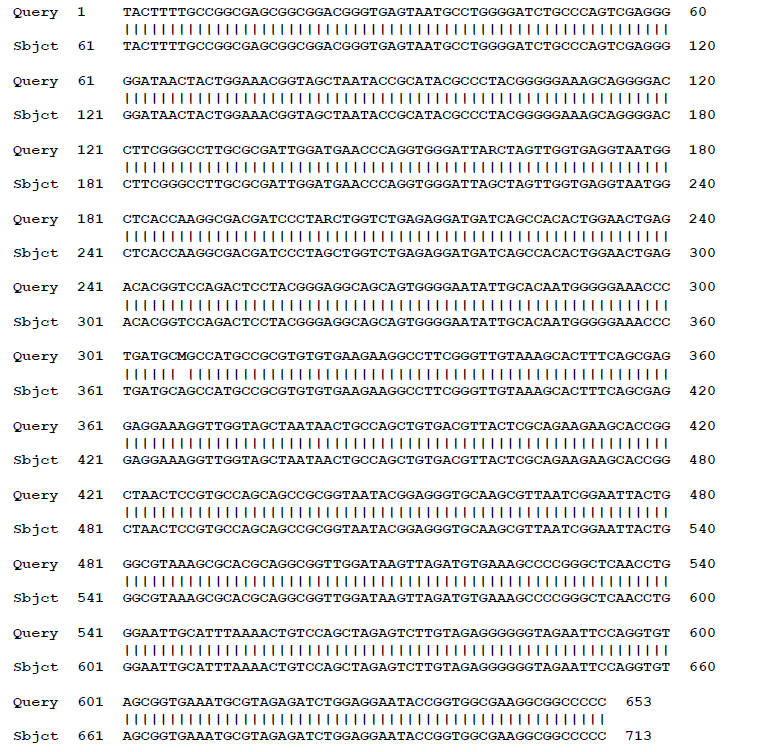 Query 1 TACTTTTGCCGGCGAGCGGCGGACGGGTGAGTAATGCCTGGGGATCTGCCCAGTCGAGGG 60
||||||||||||||||||||||||||||||||||||||||||||||||||||||||||||
Sbjct 61 TACTTTTGCCGGCGAGCGGCGGACGGGTGAGTAATGCCTGGGGATCTGCCCAGTCGAGGG 120
Query 61 GGATAACTACTGGAAACGGTAGCTAATACCGCATACGCCCTACGGGGGAAAGCAGGGGAC 120
||||||||||||||||||||||||||||||||||||||||||||||||||||||||||||
Sbjct 121 GGATAACTACTGGAAACGGTAGCTAATACCGCATACGCCCTACGGGGGAAAGCAGGGGAC 180
Query 121 CTTCGGGCCTTGCGCGATTGGATGAACCCAGGTGGGATTARCTAGTTGGTGAGGTAATGG 180
||||||||||||||||||||||||||||||||||||||||||||||||||||||||||||
Sbjct 181 CTTCGGGCCTTGCGCGATTGGATGAACCCAGGTGGGATTAGCTAGTTGGTGAGGTAATGG 240
Query 181 CTCACCAAGGCGACGATCCCTARCTGGTCTGAGAGGATGATCAGCCACACTGGAACTGAG 240
||||||||||||||||||||||||||||||||||||||||||||||||||||||||||||
Sbjct 241 CTCACCAAGGCGACGATCCCTAGCTGGTCTGAGAGGATGATCAGCCACACTGGAACTGAG 300
Query 241 ACACGGTCCAGACTCCTACGGGAGGCAGCAGTGGGGAATATTGCACAATGGGGGAAACCC 300
||||||||||||||||||||||||||||||||||||||||||||||||||||||||||||
Sbjct 301 ACACGGTCCAGACTCCTACGGGAGGCAGCAGTGGGGAATATTGCACAATGGGGGAAACCC 360
Query 301 TGATGCMGCCATGCCGCGTGTGTGAAGAAGGCCTTCGGGTTGTAAAGCACTTTCAGCGAG 360
|||||| |||||||||||||||||||||||||||||||||||||||||||||||||||||
Sbjct 361 TGATGCAGCCATGCCGCGTGTGTGAAGAAGGCCTTCGGGTTGTAAAGCACTTTCAGCGAG 420
Query 361 GAGGAAAGGTTGGTAGCTAATAACTGCCAGCTGTGACGTTACTCGCAGAAGAAGCACCGG 420
||||||||||||||||||||||||||||||||||||||||||||||||||||||||||||
Sbjct 421 GAGGAAAGGTTGGTAGCTAATAACTGCCAGCTGTGACGTTACTCGCAGAAGAAGCACCGG 480
Query 421 CTAACTCCGTGCCAGCAGCCGCGGTAATACGGAGGGTGCAAGCGTTAATCGGAATTACTG 480
||||||||||||||||||||||||||||||||||||||||||||||||||||||||||||
Sbjct 481 CTAACTCCGTGCCAGCAGCCGCGGTAATACGGAGGGTGCAAGCGTTAATCGGAATTACTG 540
Query 481 GGCGTAAAGCGCACGCAGGCGGTTGGATAAGTTAGATGTGAAAGCCCCGGGCTCAACCTG 540
||||||||||||||||||||||||||||||||||||||||||||||||||||||||||||
Sbjct 541 GGCGTAAAGCGCACGCAGGCGGTTGGATAAGTTAGATGTGAAAGCCCCGGGCTCAACCTG 600
Query 541 GGAATTGCATTTAAAACTGTCCAGCTAGAGTCTTGTAGAGGGGGGTAGAATTCCAGGTGT 600
||||||||||||||||||||||||||||||||||||||||||||||||||||||||||||
Sbjct 601 GGAATTGCATTTAAAACTGTCCAGCTAGAGTCTTGTAGAGGGGGGTAGAATTCCAGGTGT 660
Query 601 AGCGGTGAAATGCGTAGAGATCTGGAGGAATACCGGTGGCGAAGGCGGCCCCC 653
|||||||||||||||||||||||||||||||||||||||||||||||||||||
Sbjct 661 AGCGGTGAAATGCGTAGAGATCTGGAGGAATACCGGTGGCGAAGGCGGCCCCC 713